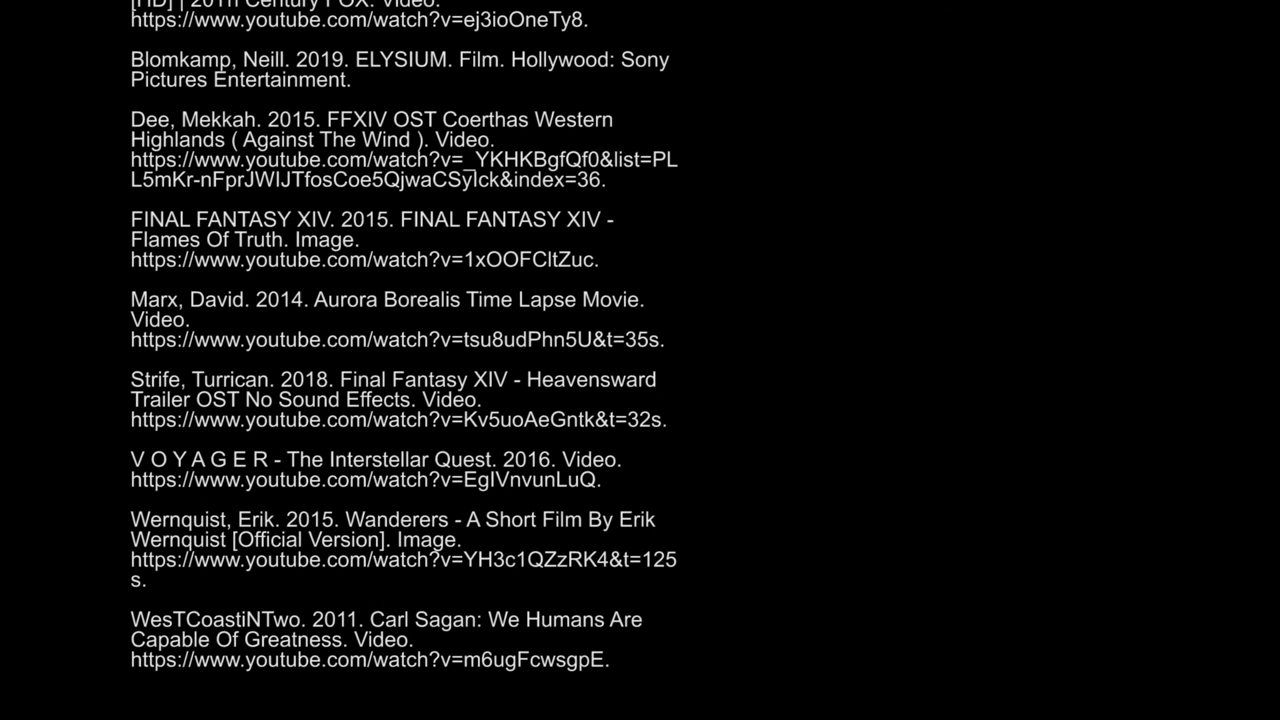 [HD] | 20th Century FOX. Video.
https://www.youtube.com/watch?v=ej3ioOneTy8.
Blomkamp, Neill. 2019. ELYSIUM. Film. Hollywood: Sony
Pictures Entertainment.
Dee, Mekkah. 2015. FFXIV OST Coerthas Western
Highlands ( Against The Wind ). Video.
https://www.youtube.com/watch?v=_YKHKBgfQf0&list=PL
L5mKr-nFprJWIJTfosCoe5QjwaCSyIck&index=36.
FINAL FANTASY XIV. 2015. FINAL FANTASY XIV -
Flames Of Truth. Image.
https://www.youtube.com/watch?v=1xOOFCltZuc.
Marx, David. 2014. Aurora Borealis Time Lapse Movie.
Video.
https://www.youtube.com/watch?v=tsu8udPhn5U&t=35s.
Strife, Turrican. 2018. Final Fantasy XIV - Heavensward
Trailer OST No Sound Effects. Video.
https://www.youtube.com/watch?v=Kv5uoAeGntk&t=32s.
V O Y A G E R - The Interstellar Quest. 2016. Video.
https://www.youtube.com/watch?v=EgIVnvunLuQ.
Wernquist, Erik. 2015. Wanderers - A Short Film By Erik
Wernquist [Official Version]. Image.
https://www.youtube.com/watch?v=YH3c1QZzRK4&t=125
s.
WesTCoastiNTwo. 2011. Carl Sagan: We Humans Are
Capable Of Greatness. Video.
https://www.youtube.com/watch?v=m6ugFcwsgpE.